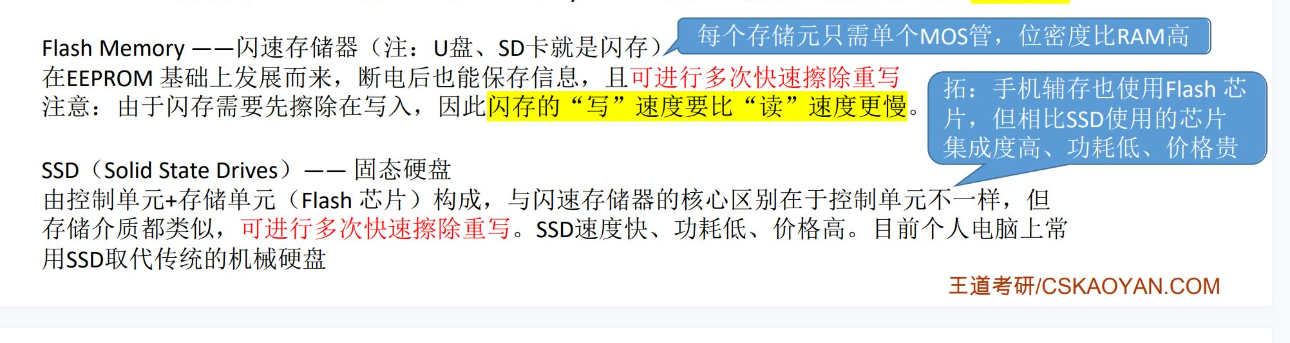 Flash Memory ——闪速存储器（注：U盘、SD卡就是闪存）
每个存储元只需单个MOS管，位密度比RAM高
在EEPROM 基础上发展而来，断电后也能保存信息，且可进行多次快速擦除重写
注意：由于闪存需要先擦除在写入，因此闪存的“写”速度要比“读”速度更慢。
拓：手机辅存也使用Flash 芯
片，但相比SSD使用的芯片
集成度高、功耗低、价格贵
SSD（Solid State Drives）—— 固态硬盘
由控制单元+存储单元（Flash 芯片）构成，与闪速存储器的核心区别在于控制单元不一样，但
存储介质都类似，可进行多次快速擦除重写。SSD速度快、功耗低、价格高。目前个人电脑上常
用SSD取代传统的机械硬盘
王道考研/CSKAOYAN.COM